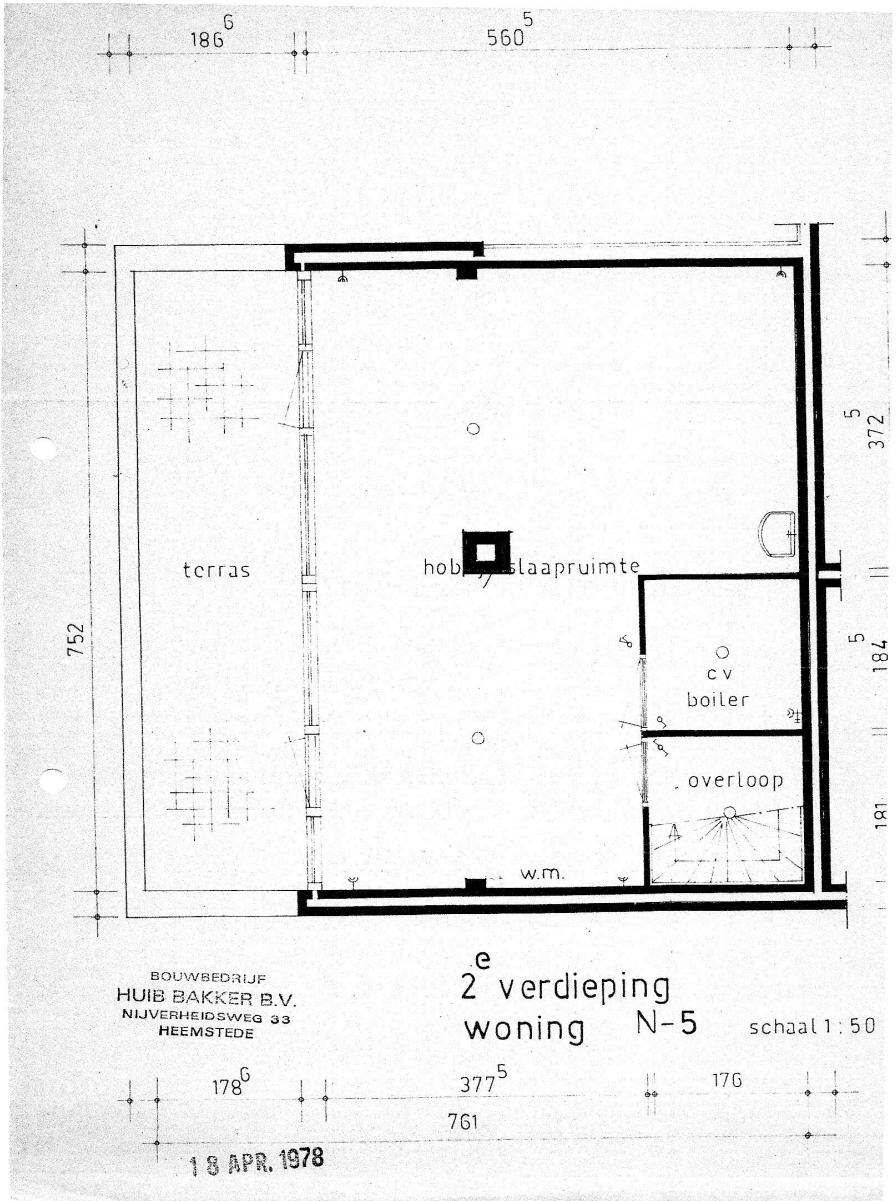 186⁶
560⁵
372⁵
terras
slaapruimte
752
184⁵
cv
boiler
overloop
181
w.m.
BOUWBEDRIJF
HUIB BAKKER B.V.
NIJVERHEIDSWEG 33
HEEMSTEDE
2e verdieping
woning N-5 schaal 1:50
178⁶
377⁵
176
761
18 APR. 1978